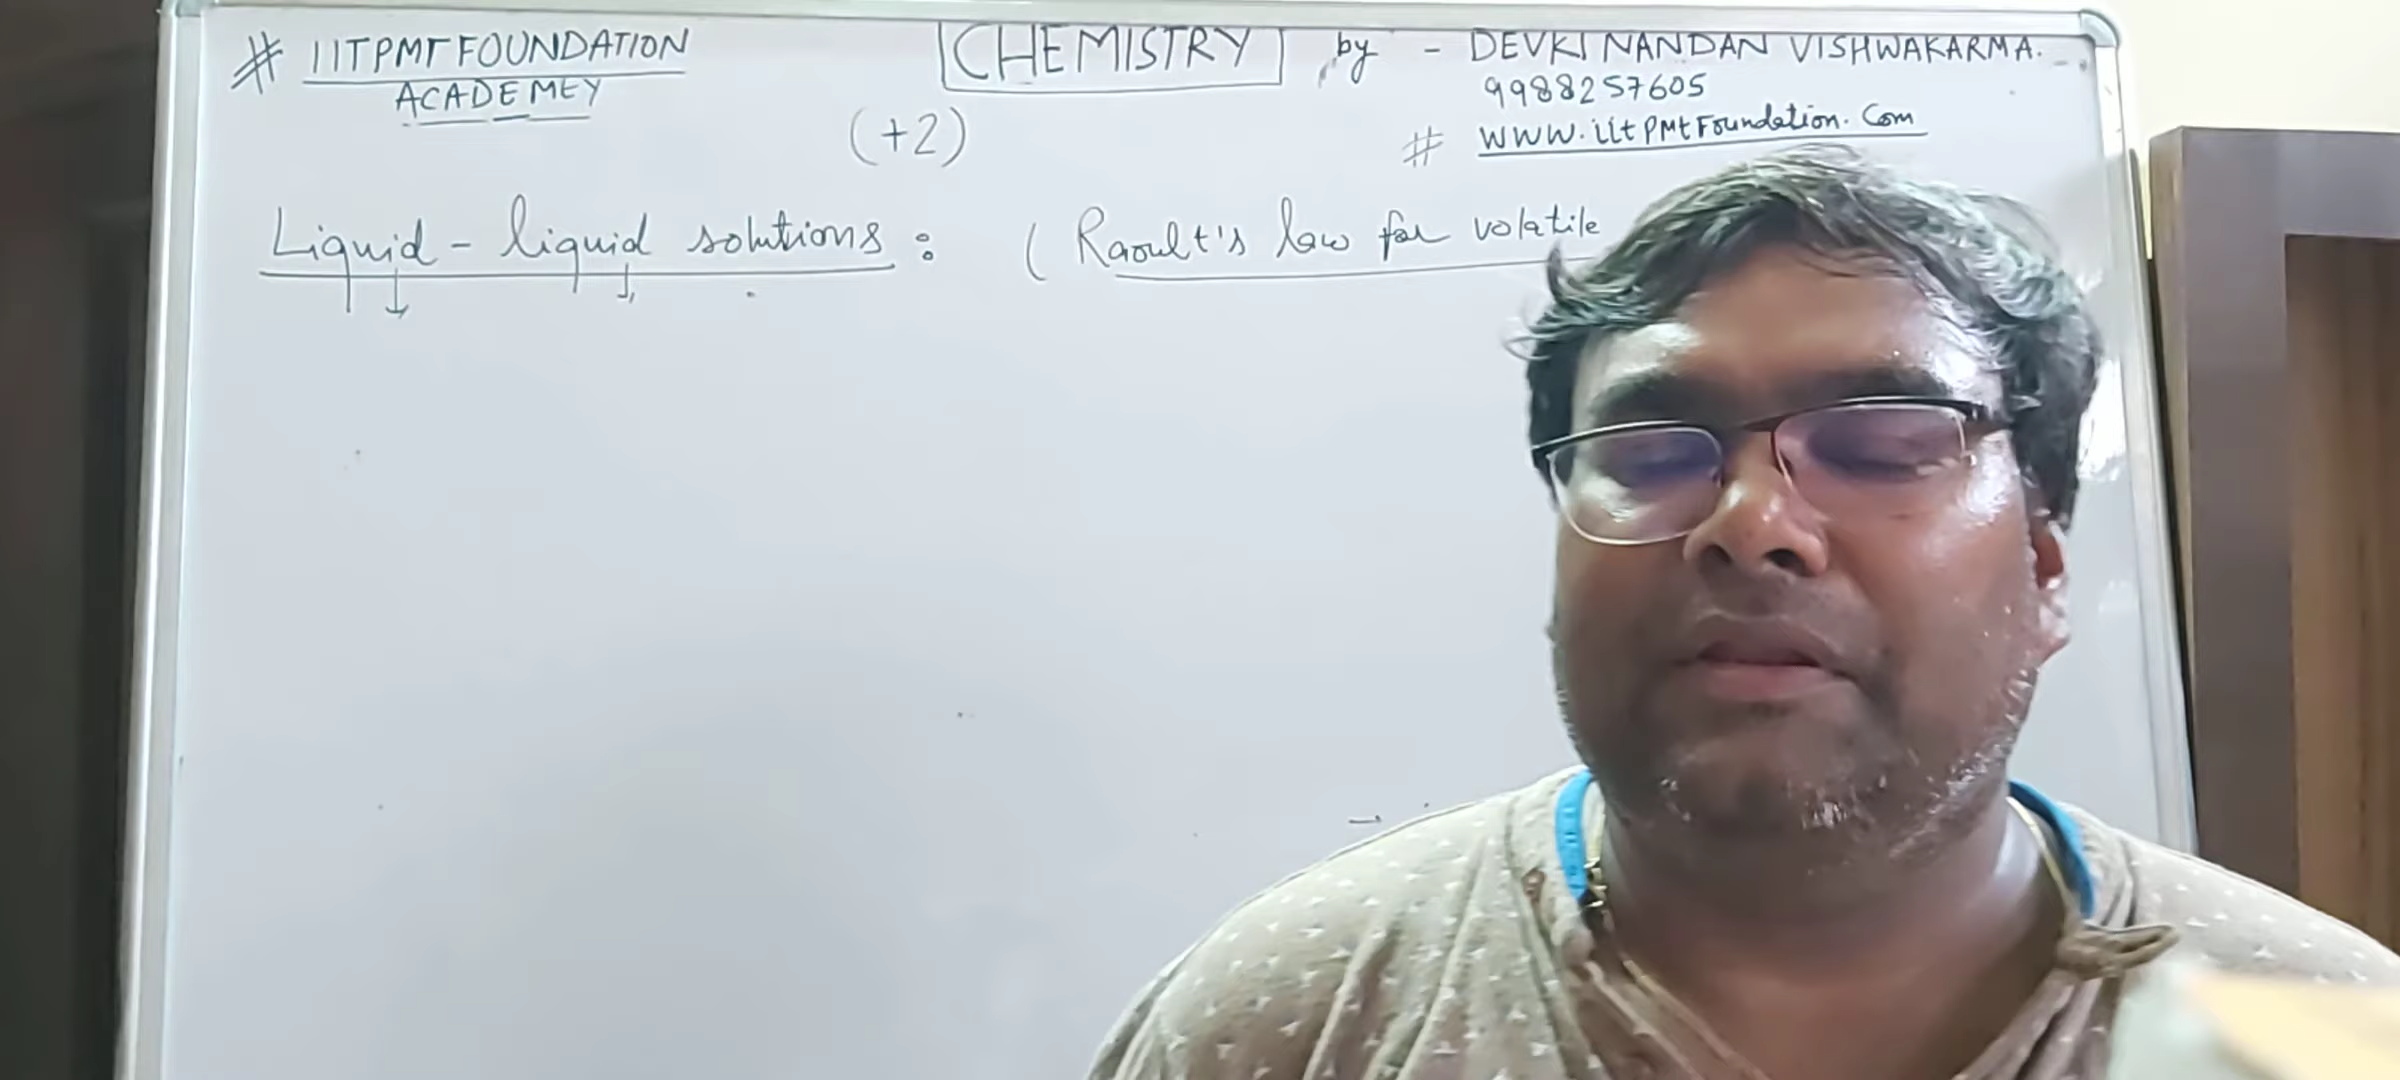 # IITPMT FOUNDATION
ACADEMEY
CHEMISTRY by - DEVKI NANDAN VISHWAKARMA.
9988257605
(+2)
# www.iitPMtFoundation.Com
Liquid - liquid solutions : ( Raoult's law for volatile